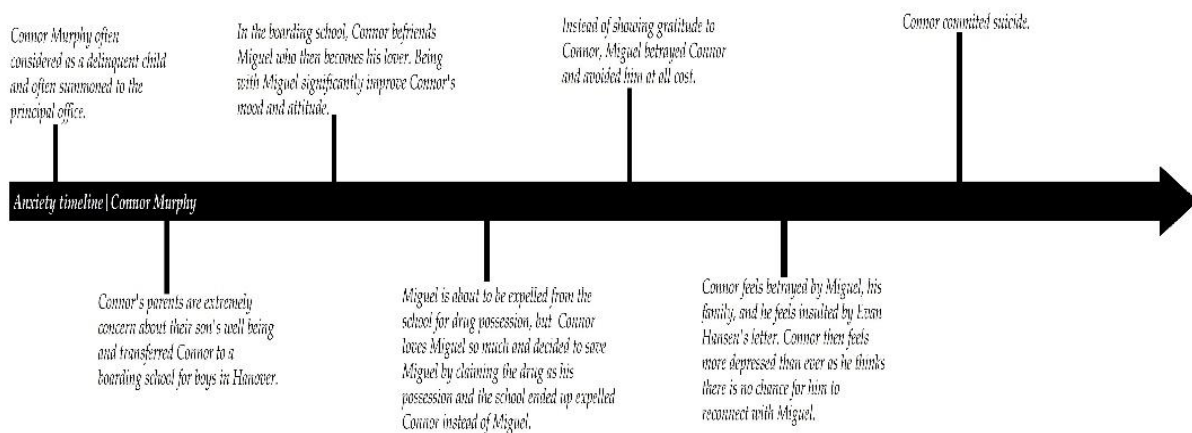 Connor Murphy often
considered as a delinquent child
and often summoned to the
principal office.
In the boarding school, Connor befriends
Miguel who then becomes his lover. Being
with Miguel significantly improve Connor's
mood and attitude.
Instead of showing gratitude to
Connor, Miguel betrayed Connor
and avoided him at all cost.
Connor commited suicide.
Anxiety timeline | Connor Murphy
Connor's parents are extremely
concern about their son's well being
and transferred Connor to a
boarding school for boys in Hanover.
Miguel is about to be expelled from the
school for drug possession, but Connor
loves Miguel so much and decided to save
Miguel by claiming the drug as his
possession and the school ended up expelled
Connor instead of Miguel.
Connor feels betrayed by Miguel, his
family, and he feels insulted by Evan
Hansen's letter. Connor then feels
more depressed than ever as he thinks
there is no chance for him to
reconnect with Miguel.